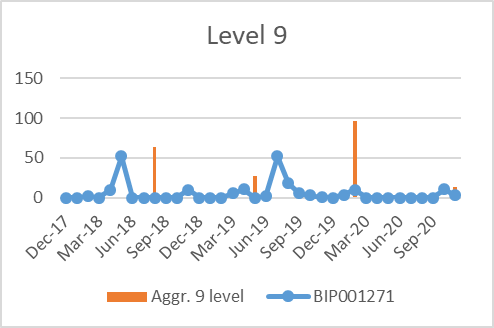 Level 9
150
100
50
0
Dec-17 Mar-18 Jun-18 Sep-18 Dec-18 Mar-19 Jun-19 Sep-19 Dec-19 Mar-20 Jun-20 Sep-20
Aggr. 9 level BIP001271